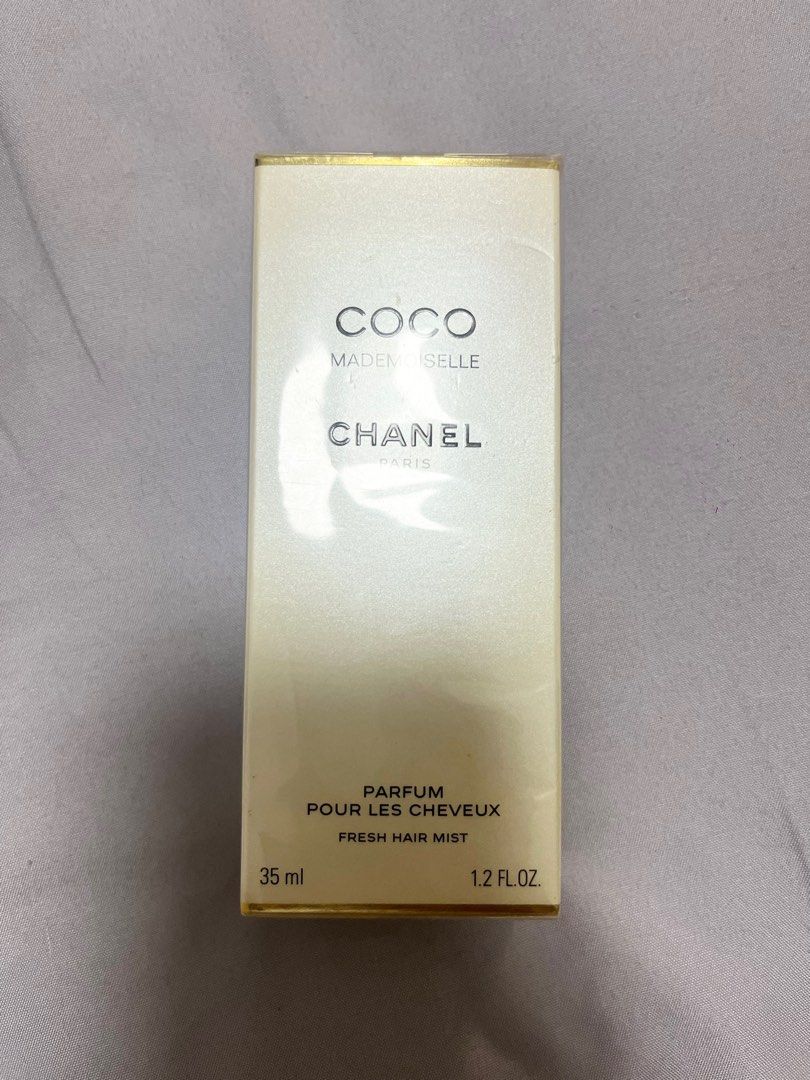 COCO
MADEMOISELLE
CHANEL
PARIS
PARFUM
POUR LES CHEVEUX
FRESH HAIR MIST
35 ml 1.2 FL.OZ.